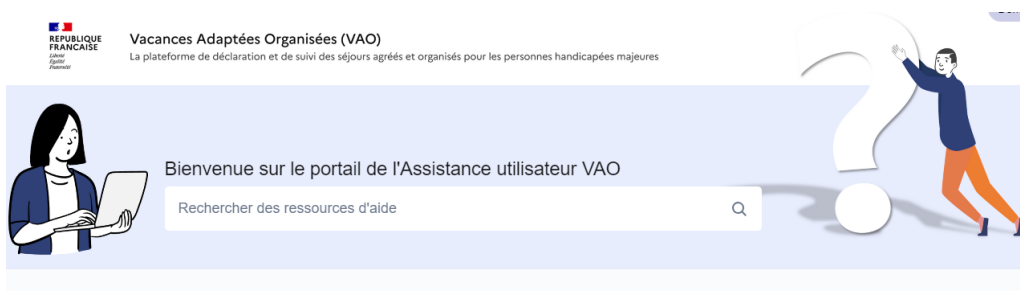 RÉPUBLIQUE
FRANÇAISE
Liberté
Égalité
Fraternité
Vacances Adaptées Organisées (VAO)
La plateforme de déclaration et de suivi des séjours agréés et organisés pour les personnes handicapées majeures
Bienvenue sur le portail de l'Assistance utilisateur VAO
Rechercher des ressources d'aide